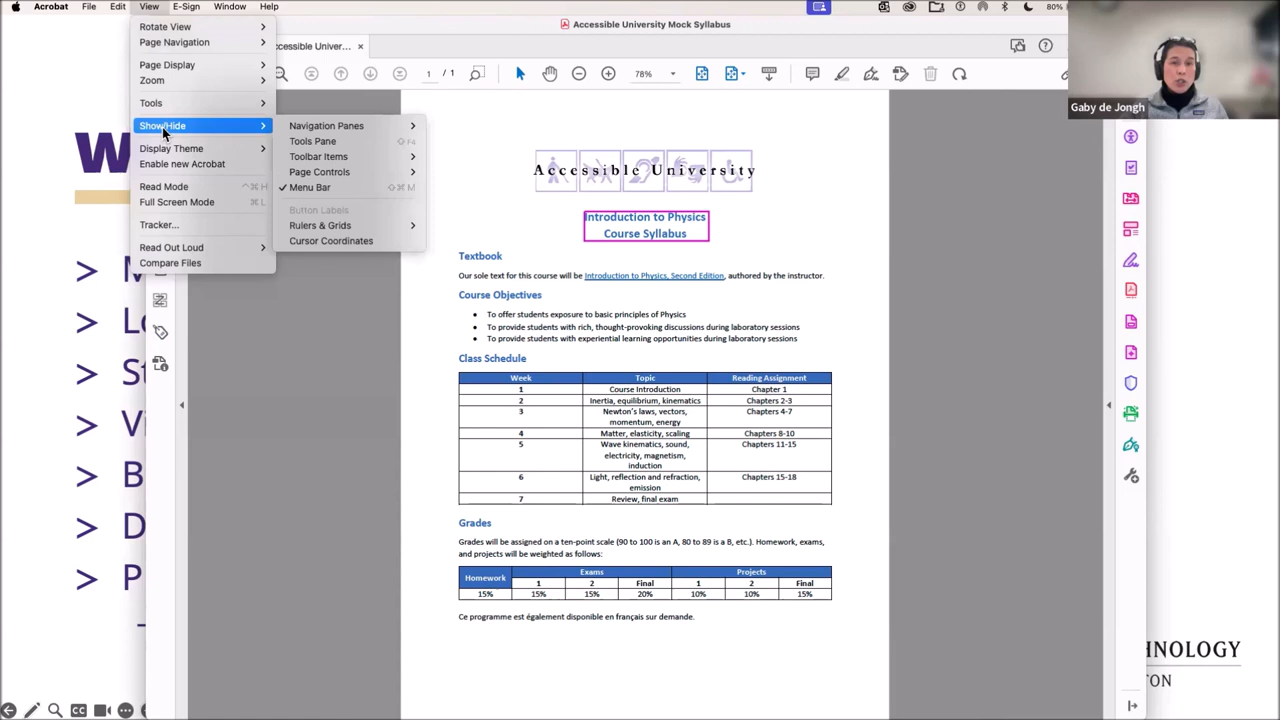 Acrobat File Edit View E-Sign Window Help
80%
Accessible University Mock Syllabus
ccessible Univer... ×
1 / 1
78%
Rotate View
Page Navigation
Page Display
Zoom
Tools
Show/Hide
Display Theme
Enable new Acrobat
Read Mode ^⌘H
Full Screen Mode ⌘L
Tracker...
Read Out Loud
Compare Files
Navigation Panes
Tools Pane ⇧F4
Toolbar Items
Page Controls
✓ Menu Bar ⇧⌘M
Button Labels
Rulers & Grids
Cursor Coordinates
Gaby de Jongh
W
> M
> Lo
> St
> Vi
> B
> D
> P
–
Accessible University
Introduction to Physics
Course Syllabus
Textbook
Our sole text for this course will be Introduction to Physics, Second Edition, authored by the instructor.
Course Objectives
• To offer students exposure to basic principles of Physics
• To provide students with rich, thought-provoking discussions during laboratory sessions
• To provide students with experiential learning opportunities during laboratory sessions
Class Schedule
Week Topic Reading Assignment
1 Course Introduction Chapter 1
2 Inertia, equilibrium, kinematics Chapters 2-3
3 Newton's laws, vectors, Chapters 4-7
momentum, energy
4 Matter, elasticity, scaling Chapters 8-10
5 Wave kinematics, sound, Chapters 11-15
electricity, magnetism,
induction
6 Light, reflection and refraction, Chapters 15-18
emission
7 Review, final exam
Grades
Grades will be assigned on a ten-point scale (90 to 100 is an A, 80 to 89 is a B, etc.). Homework, exams,
and projects will be weighted as follows:
Homework Exams Projects
1 2 Final 1 2 Final
15% 15% 15% 20% 10% 10% 15%
Ce programme est également disponible en français sur demande.
HNOLOGY
TON
CC